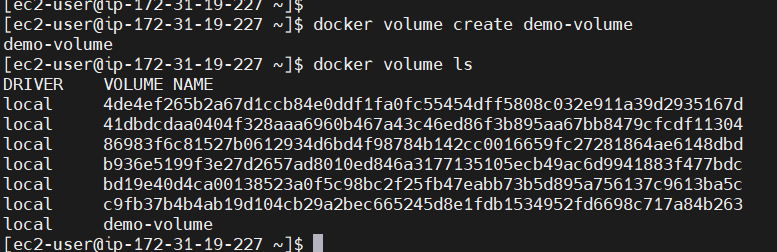 [ec2-user@ip-172-31-19-227 ~]$
[ec2-user@ip-172-31-19-227 ~]$ docker volume create demo-volume
demo-volume
[ec2-user@ip-172-31-19-227 ~]$ docker volume ls
DRIVER    VOLUME NAME
local     4de4ef265b2a67d1ccb84e0ddf1fa0fc55454dff5808c032e911a39d2935167d
local     41dbdcdaa0404f328aaa6960b467a43c46ed86f3b895aa67bb8479cfcdf11304
local     86983f6c81527b0612934d6bd4f98784b142cc0016659fc27281864ae6148dbd
local     b936e5199f3e27d2657ad8010ed846a3177135105ecb49ac6d9941883f477bdc
local     bd19e40d4ca00138523a0f5c98bc2f25fb47eabb73b5d895a756137c9613ba5c
local     c9fb37b4b4ab19d104cb29a2bec665245d8e1fdb1534952fd6698c717a84b263
local     demo-volume
[ec2-user@ip-172-31-19-227 ~]$